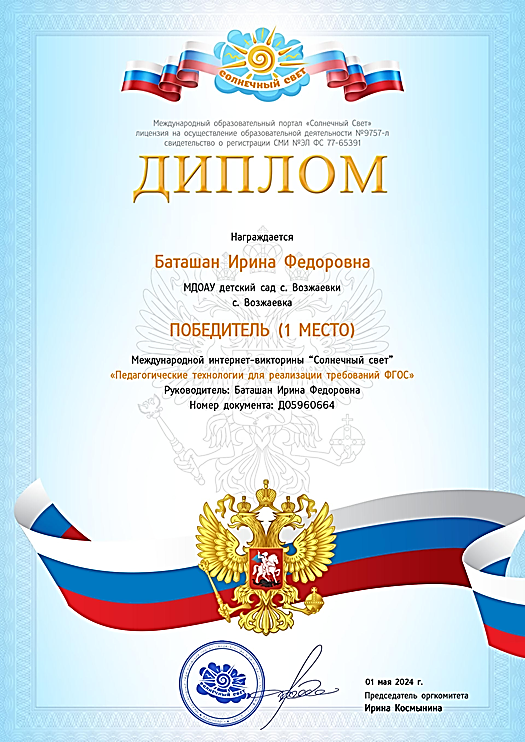 СОЛНЕЧНЫЙ СВЕТ
Международный образовательный портал «Солнечный Свет»
лицензия на осуществление образовательной деятельности №9757-л
свидетельство о регистрации СМИ №ЭЛ ФС 77-65391
ДИПЛОМ
Награждается
Баташан Ирина Федоровна
МДОАУ детский сад с. Возжаевки
с. Возжаевка
ПОБЕДИТЕЛЬ (1 МЕСТО)
Международной интернет-викторины “Солнечный свет”
«Педагогические технологии для реализации требований ФГОС»
Руководитель: Баташан Ирина Федоровна
Номер документа: ДО5960664
СОЛНЕЧНЫЙ СВЕТ
01 мая 2024 г.
Председатель оргкомитета
Ирина Космынина